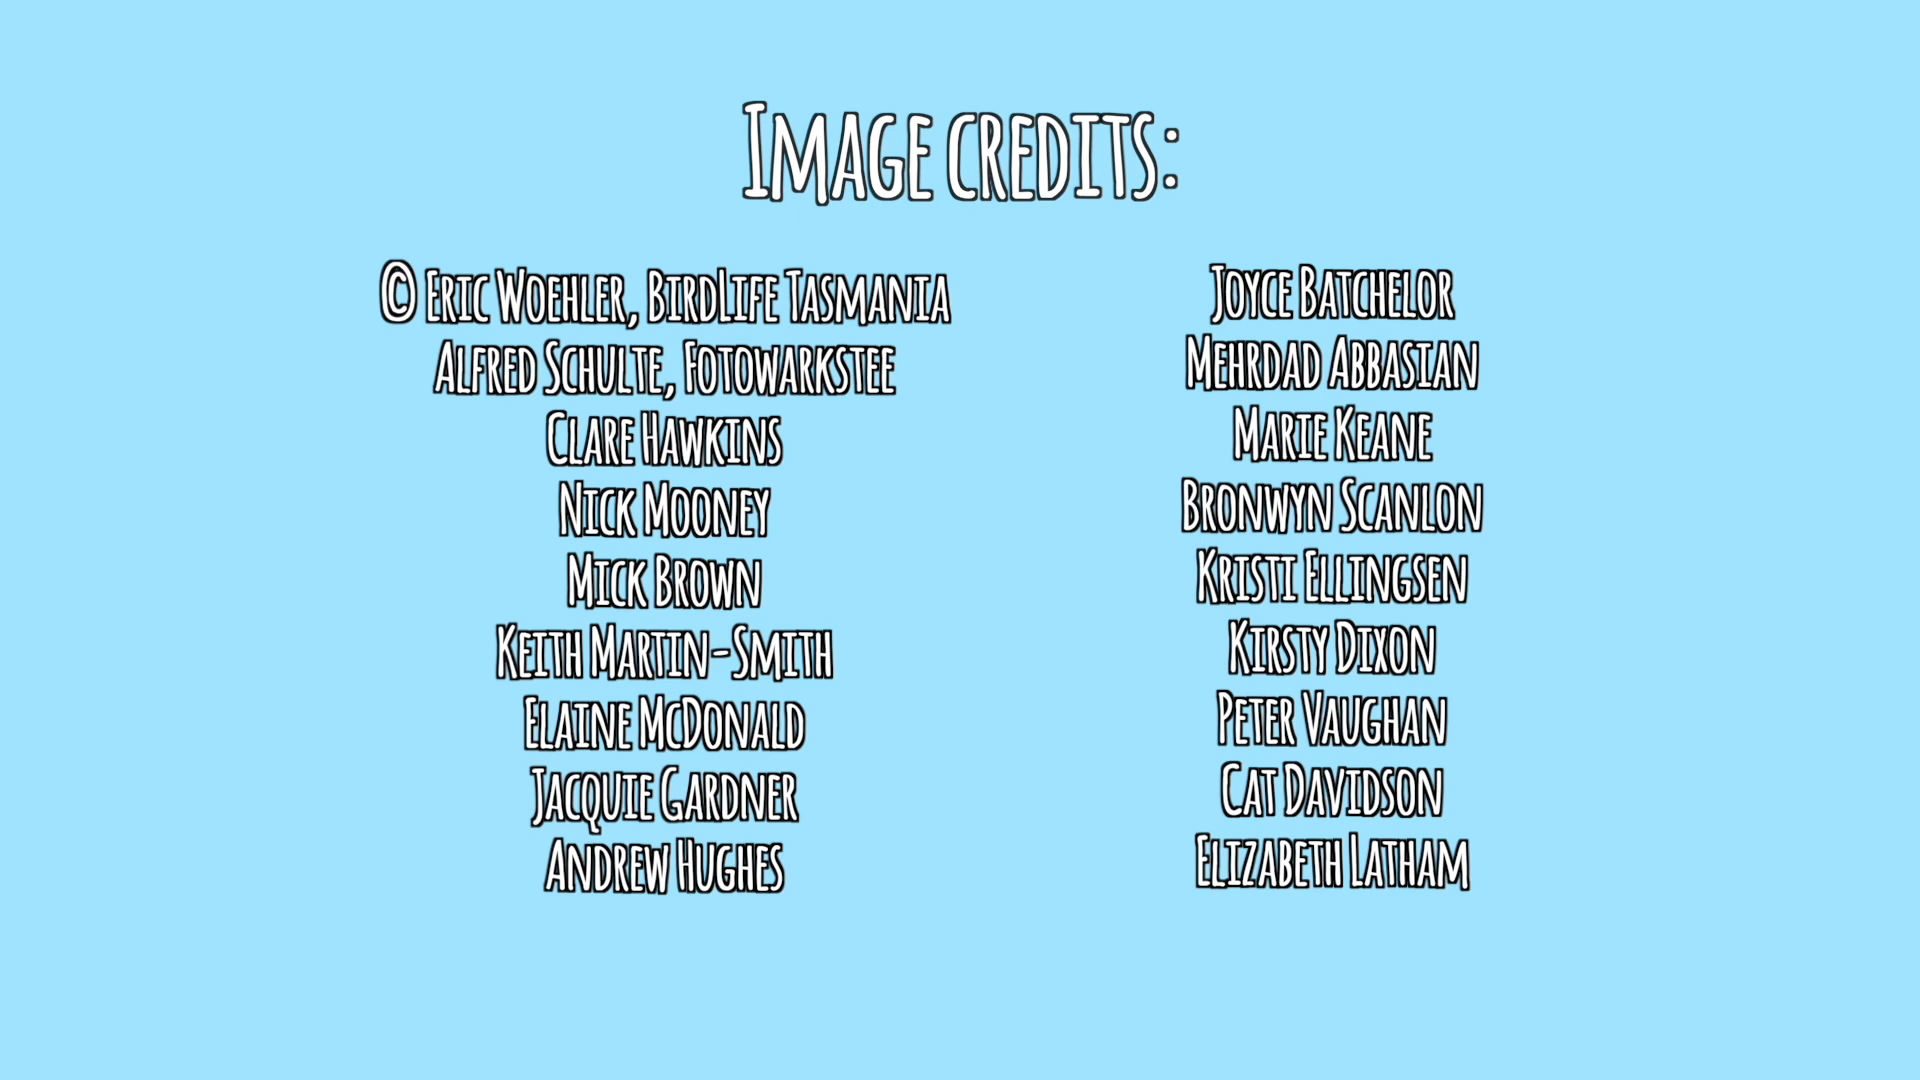 Image credits:
© Eric Woehler, BirdLife Tasmania
Alfred Schulte, Fotowarkstee
Clare Hawkins
Nick Mooney
Mick Brown
Keith Martin-Smith
Elaine McDonald
Jacquie Gardner
Andrew Hughes
Joyce Batchelor
Mehrdad Abbasian
Marie Keane
Bronwyn Scanlon
Kristi Ellingsen
Kirsty Dixon
Peter Vaughan
Cat Davidson
Elizabeth Latham